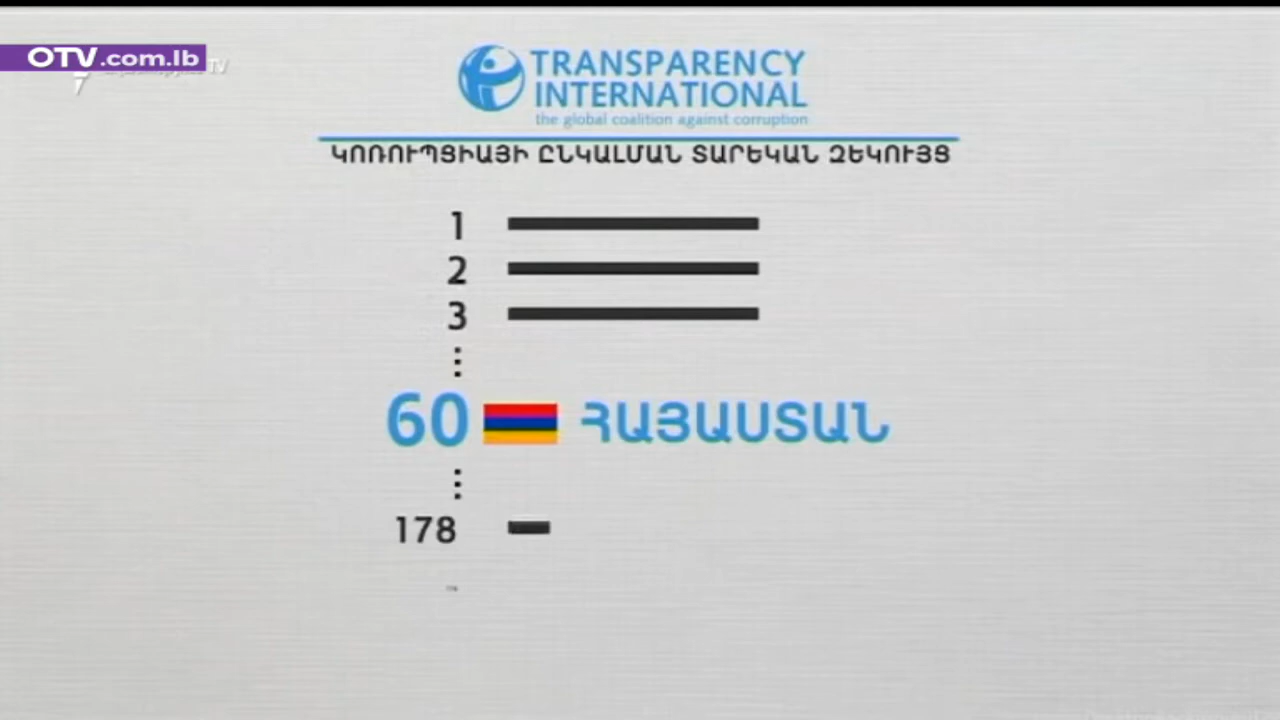 OTV.com.lb
TRANSPARENCY
INTERNATIONAL
the global coalition against corruption
ԿՈՌՈՒՊՑԻԱՅԻ ԸՆԿԱԼՄԱՆ ՏԱՐԵԿԱՆ ԶԵԿՈՒՅՑ
1
2
3
60 ՀԱՅԱՍՏԱՆ
178